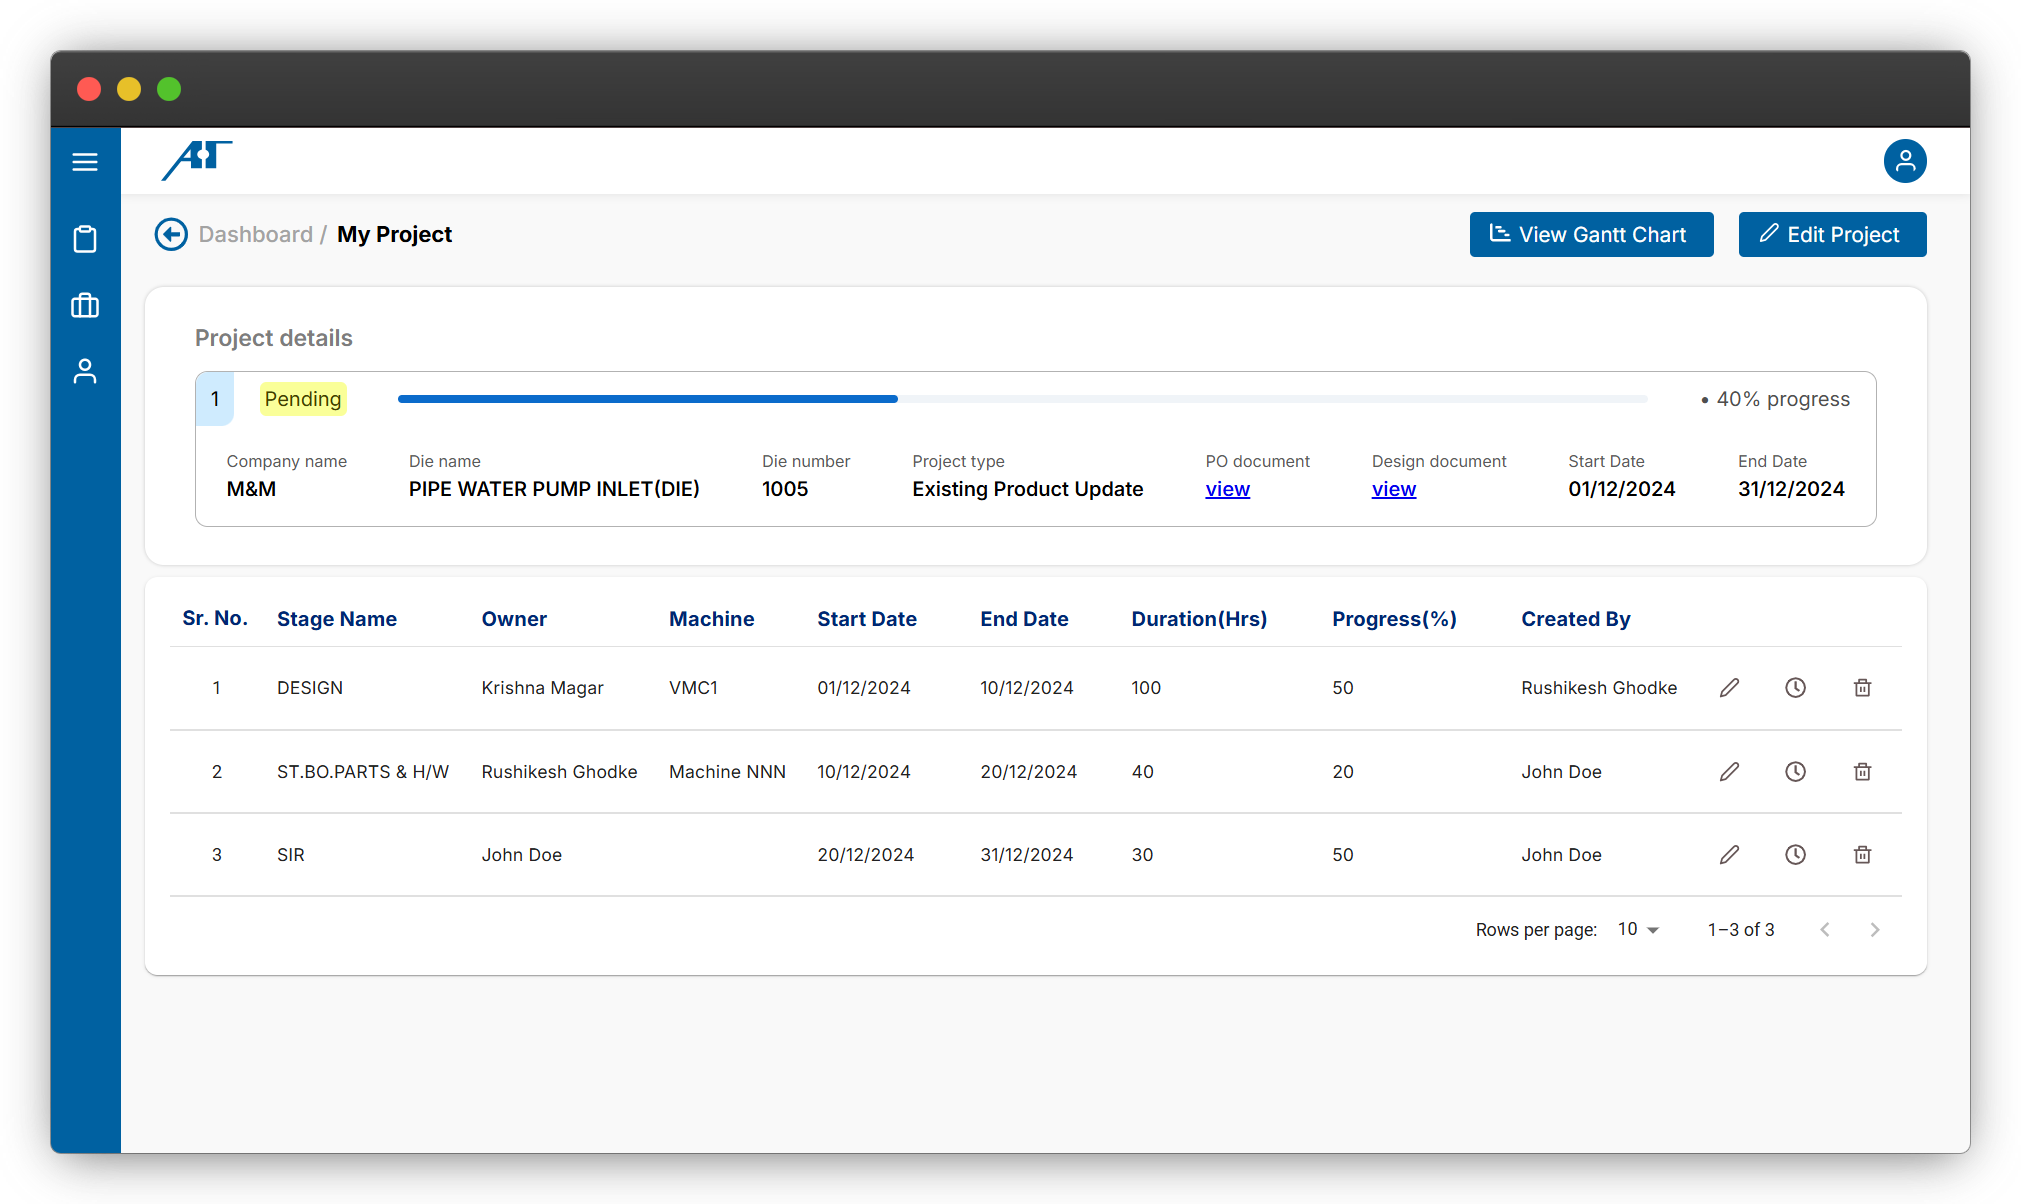 AT
Dashboard / My Project
View Gantt Chart
Edit Project
Project details
1 Pending • 40% progress
Company name Die name Die number Project type PO document Design document Start Date End Date
M&M PIPE WATER PUMP INLET(DIE) 1005 Existing Product Update view view 01/12/2024 31/12/2024
Sr. No. Stage Name Owner Machine Start Date End Date Duration(Hrs) Progress(%) Created By
1 DESIGN Krishna Magar VMC1 01/12/2024 10/12/2024 100 50 Rushikesh Ghodke
2 ST.BO.PARTS & H/W Rushikesh Ghodke Machine NNN 10/12/2024 20/12/2024 40 20 John Doe
3 SIR John Doe 20/12/2024 31/12/2024 30 50 John Doe
Rows per page: 10 1–3 of 3